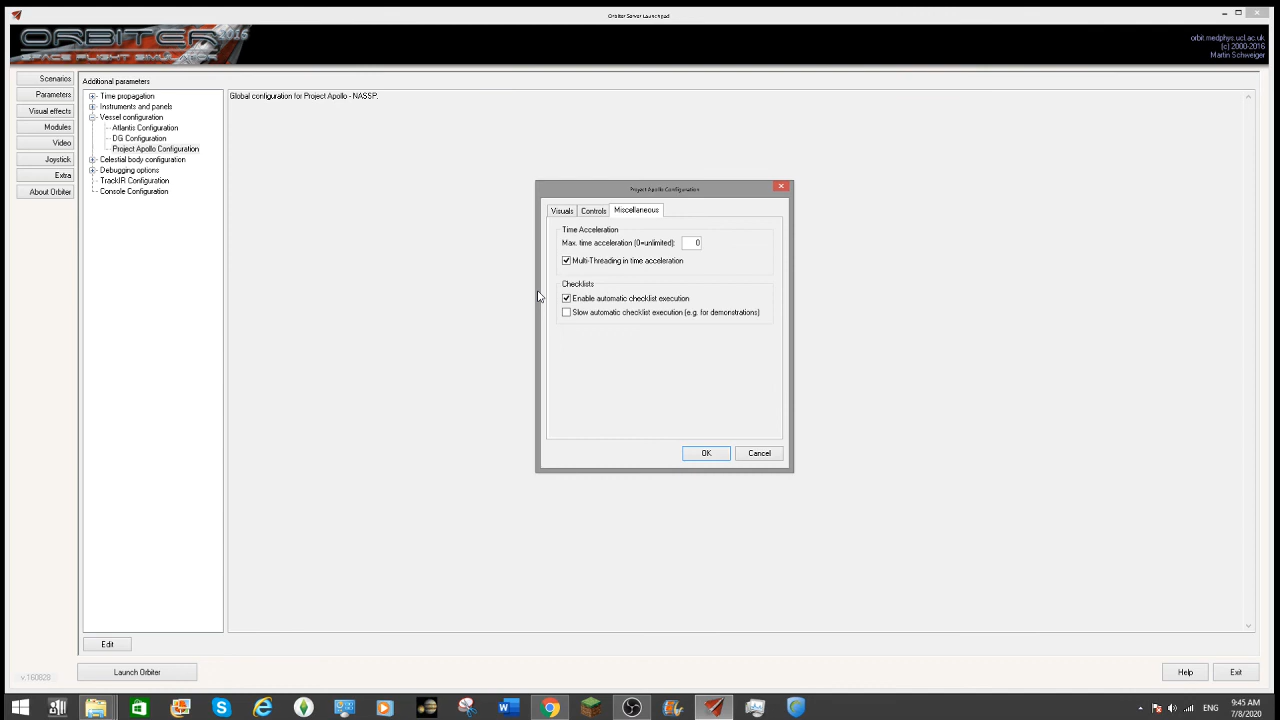 Orbiter Server Launchpad
ORBITER 2016
SPACE FLIGHT SIMULATOR
orbit.medphys.ucl.ac.uk
(c) 2000-2016
Martin Schweiger
Scenarios
Parameters
Visual effects
Modules
Video
Joystick
Extra
About Orbiter
Additional parameters
Time propagation
Instruments and panels
Vessel configuration
Atlantis Configuration
DG Configuration
Project Apollo Configuration
Celestial body configuration
Debugging options
TrackIR Configuration
Console Configuration
Global configuration for Project Apollo - NASSP.
Project Apollo Configuration
Visuals Controls Miscellaneous
Time Acceleration
Max. time acceleration (0=unlimited): 0
Multi-Threading in time acceleration
Checklists
Enable automatic checklist execution
Slow automatic checklist execution (e.g. for demonstrations)
OK Cancel
Edit
v.160828
Launch Orbiter
Help Exit
ENG
9:45 AM
7/8/2020